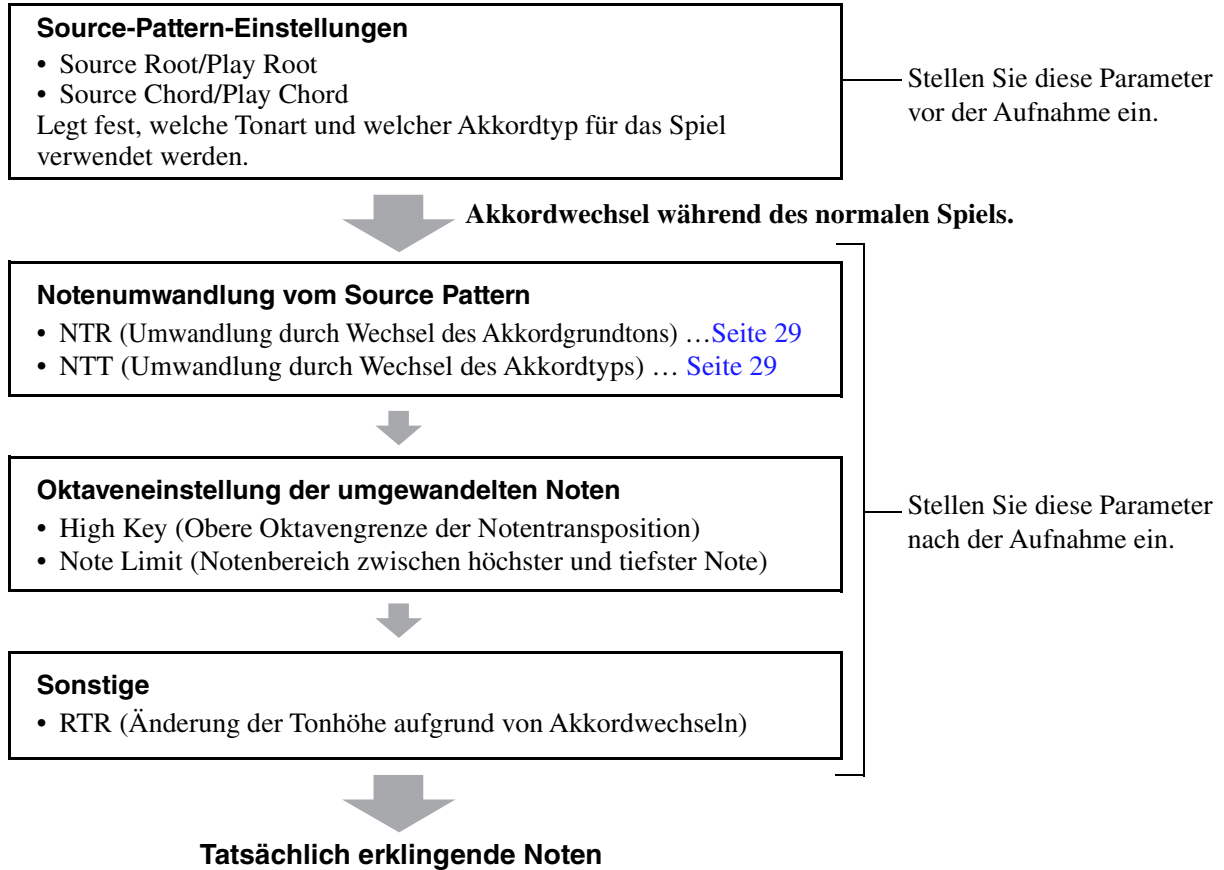 Source-Pattern-Einstellungen
• Source Root/Play Root
• Source Chord/Play Chord
Legt fest, welche Tonart und welcher Akkordtyp für das Spiel
verwendet werden.
Stellen Sie diese Parameter
vor der Aufnahme ein.
Akkordwechsel während des normalen Spiels.
Notenumwandlung vom Source Pattern
• NTR (Umwandlung durch Wechsel des Akkordgrundtons) …Seite 29
• NTT (Umwandlung durch Wechsel des Akkordtyps) … Seite 29
Oktaveneinstellung der umgewandelten Noten
• High Key (Obere Oktavengrenze der Notentransposition)
• Note Limit (Notenbereich zwischen höchster und tiefster Note)
Stellen Sie diese Parameter
nach der Aufnahme ein.
Sonstige
• RTR (Änderung der Tonhöhe aufgrund von Akkordwechseln)
Tatsächlich erklingende Noten